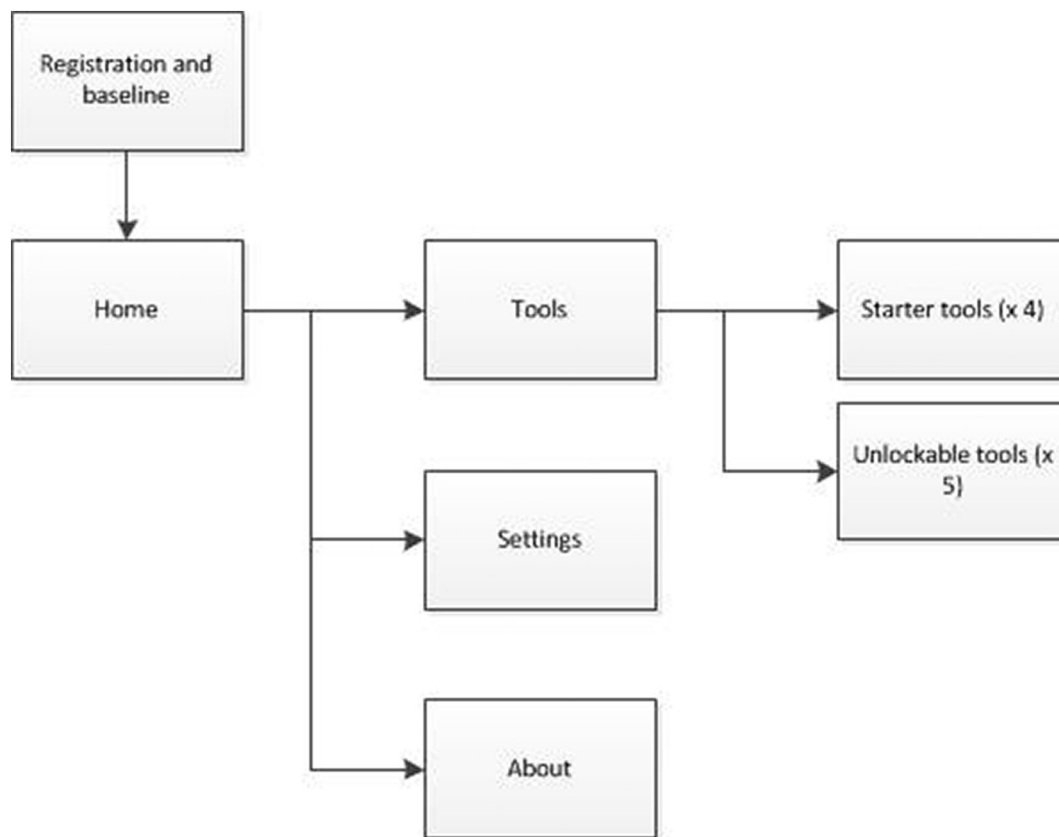 Registration and
baseline
Home
Tools
Starter tools (x 4)
Unlockable tools (x
5)
Settings
About